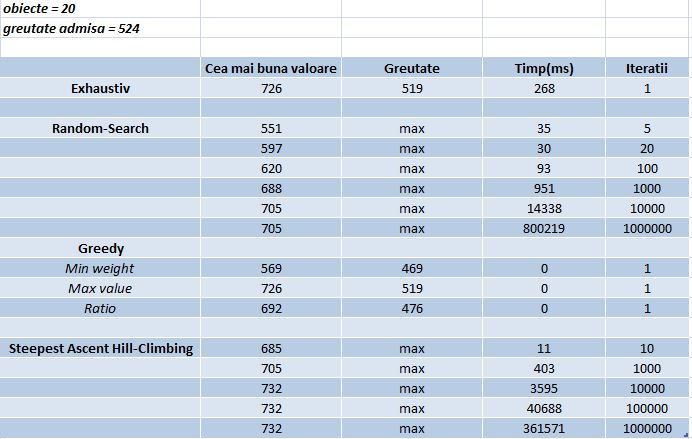 obiecte = 20
greutate admisa = 524
Cea mai buna valoare Greutate Timp(ms) Iteratii
Exhaustiv 726 519 268 1
Random-Search 551 max 35 5
597 max 30 20
620 max 93 100
688 max 951 1000
705 max 14338 10000
705 max 800219 1000000
Greedy
Min weight 569 469 0 1
Max value 726 519 0 1
Ratio 692 476 0 1
Steepest Ascent Hill-Climbing 685 max 11 10
705 max 403 1000
732 max 3595 10000
732 max 40688 100000
732 max 361571 1000000